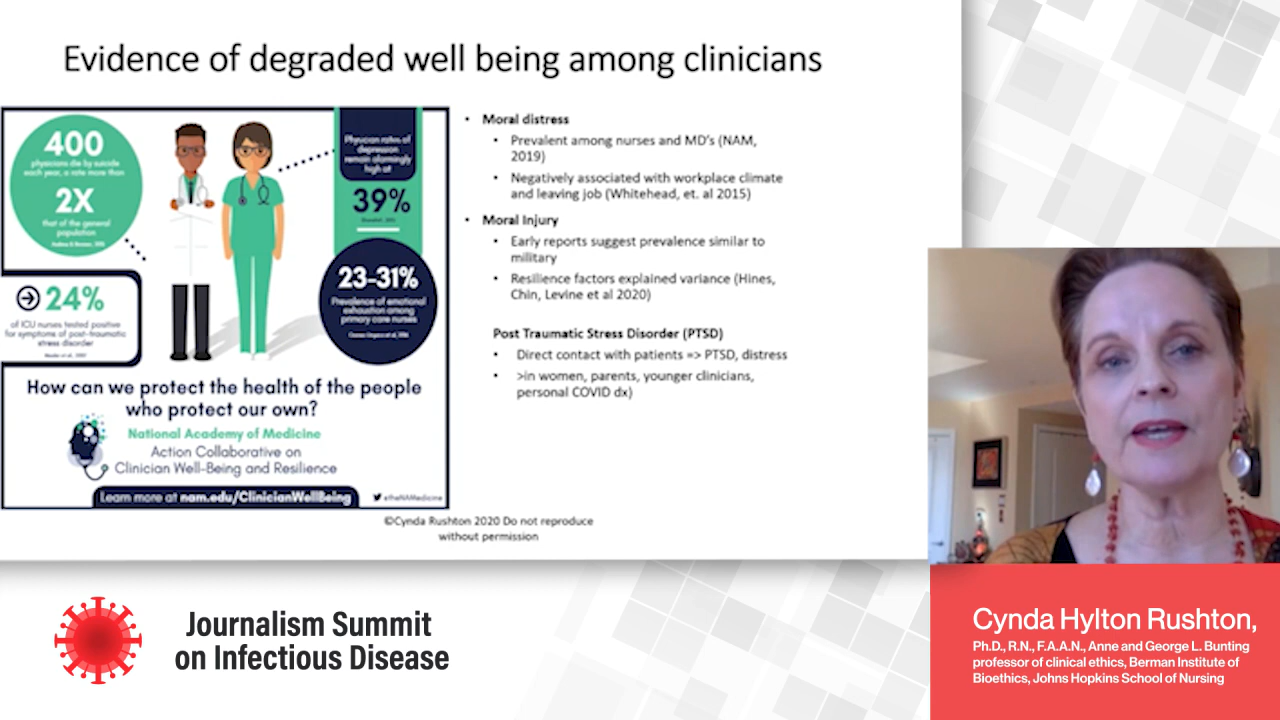 Evidence of degraded well being among clinicians
400
physicians die by suicide
each year, a rate more than
2X
that of the general
population
Physician rates of
depression
remain alarmingly
high at
39%
24%
of ICU nurses tested positive
for symptoms of post-traumatic
stress disorder
23-31%
Prevalence of emotional
exhaustion among
primary care nurses
How can we protect the health of the people
who protect our own?
National Academy of Medicine
Action Collaborative on
Clinician Well-Being and Resilience
Learn more at nam.edu/ClinicianWellBeing
@theNAMedicine
• Moral distress
• Prevalent among nurses and MD's (NAM,
2019)
• Negatively associated with workplace climate
and leaving job (Whitehead, et. al 2015)
• Moral Injury
• Early reports suggest prevalence similar to
military
• Resilience factors explained variance (Hines,
Chin, Levine et al 2020)
Post Traumatic Stress Disorder (PTSD)
• Direct contact with patients => PTSD, distress
• >in women, parents, younger clinicians,
personal COVID dx)
©Cynda Rushton 2020 Do not reproduce
without permission
Journalism Summit
on Infectious Disease
Cynda Hylton Rushton,
Ph.D., R.N., F.A.A.N., Anne and George L. Bunting
professor of clinical ethics, Berman Institute of
Bioethics, Johns Hopkins School of Nursing